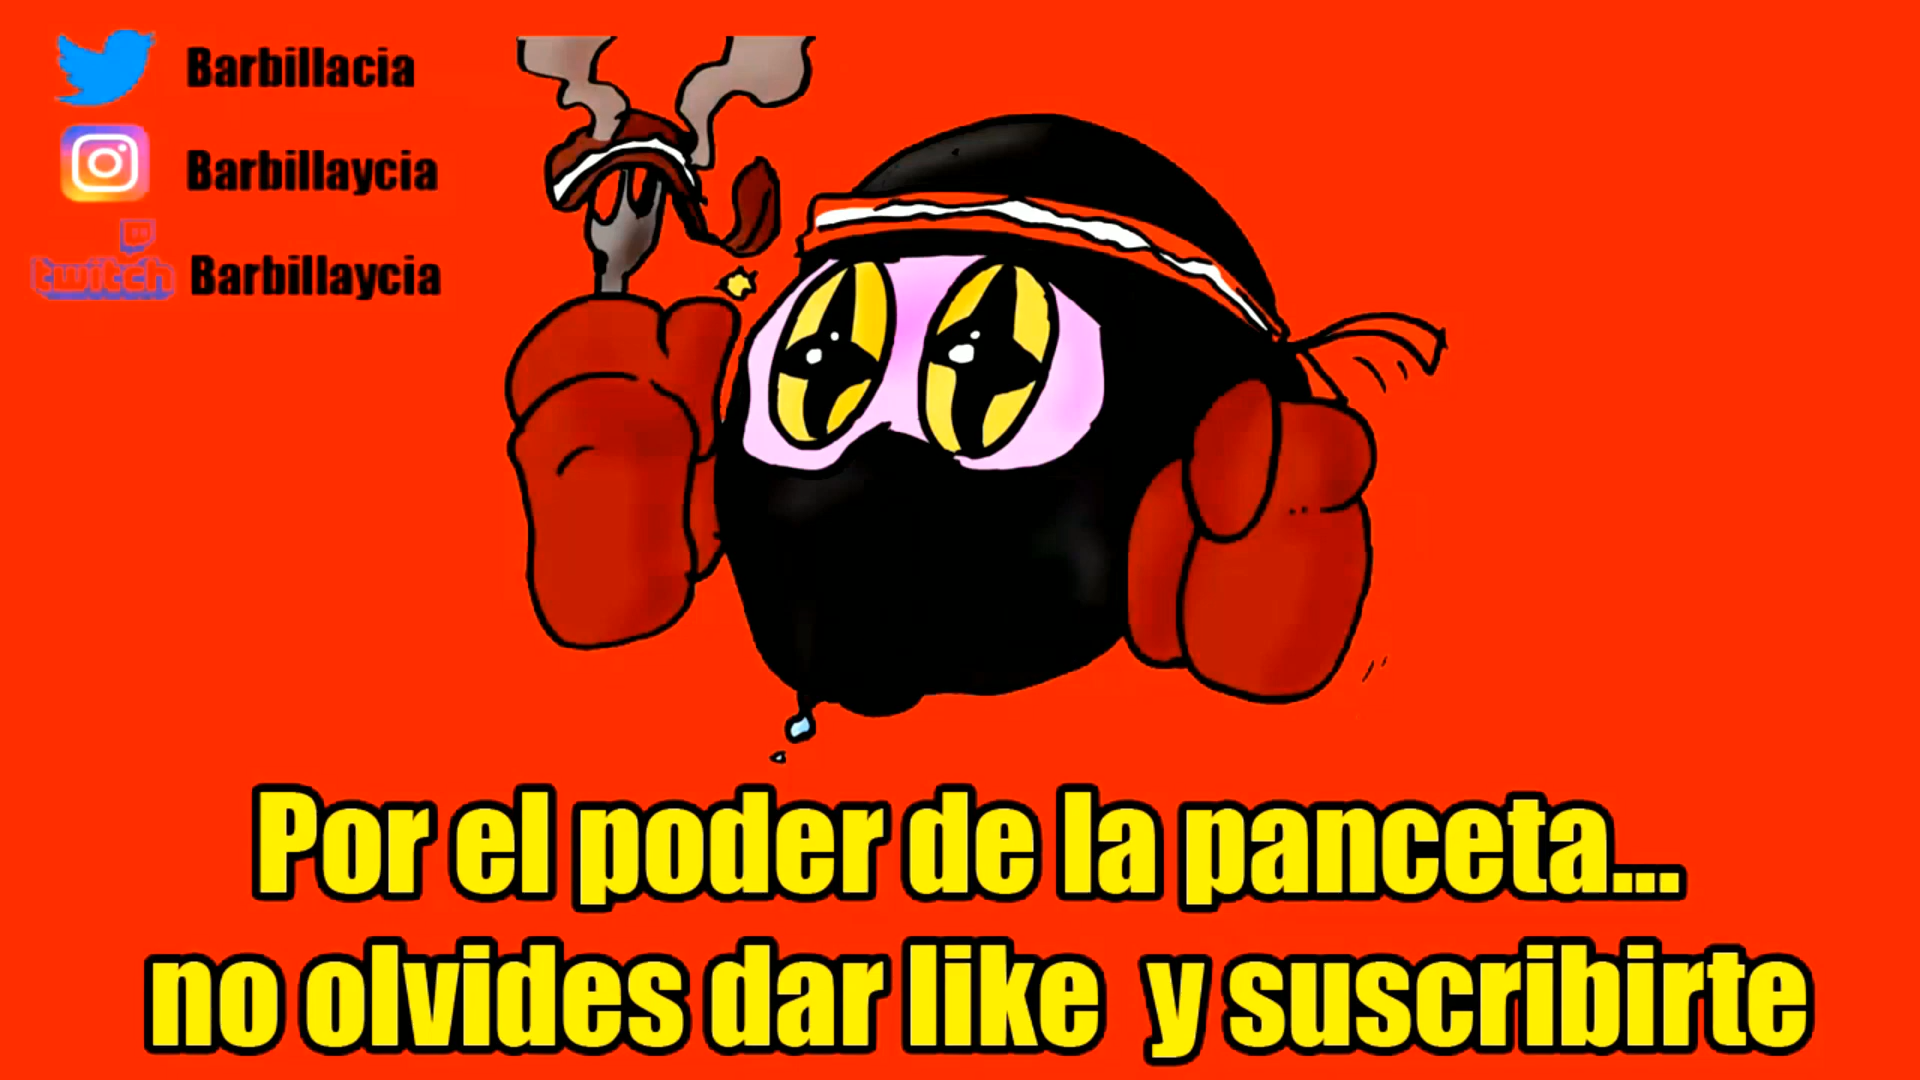 Barbillacia
Barbillaycia
twitch Barbillaycia
Por el poder de la panceta...
no olvides dar like y suscribirte